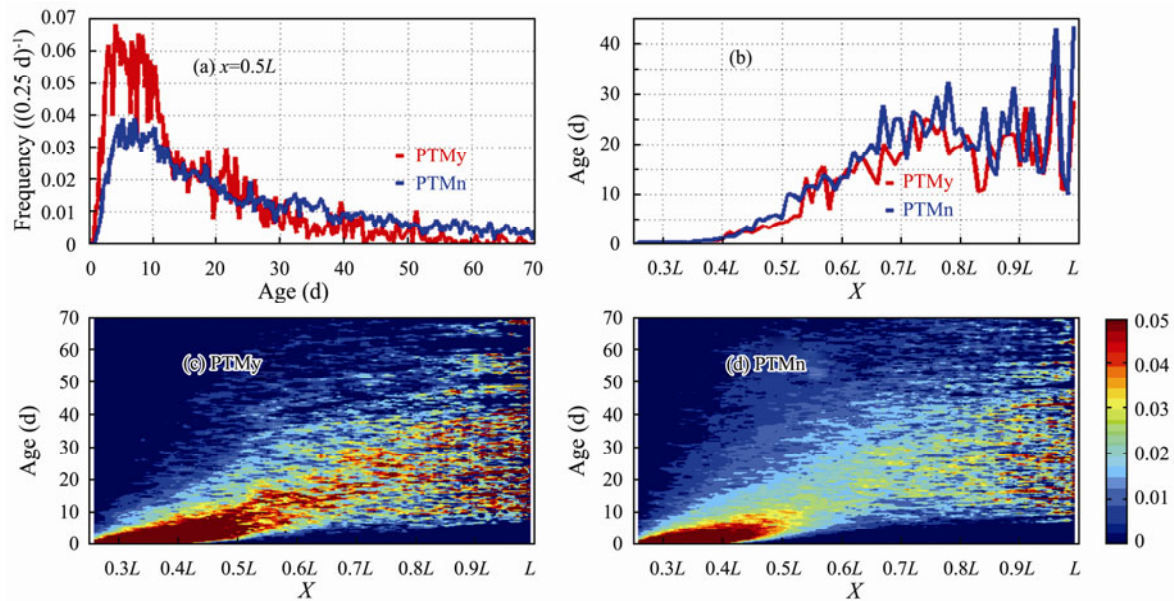 0.07
0.06
0.05
0.04
0.03
0.02
0.01
0
Frequency ((0.25 d)-1)
(a) x=0.5L
PTMy
PTMn
0 10 20 30 40 50 60 70
Age (d)
40
30
20
10
0
Age (d)
(b)
PTMy
PTMn
0.3L 0.4L 0.5L 0.6L 0.7L 0.8L 0.9L L
X
70
60
50
40
30
20
10
0
Age (d)
(c) PTMy
0.3L 0.4L 0.5L 0.6L 0.7L 0.8L 0.9L L
X
70
60
50
40
30
20
10
0
Age (d)
(d) PTMn
0.3L 0.4L 0.5L 0.6L 0.7L 0.8L 0.9L L
X
0.05
0.04
0.03
0.02
0.01
0